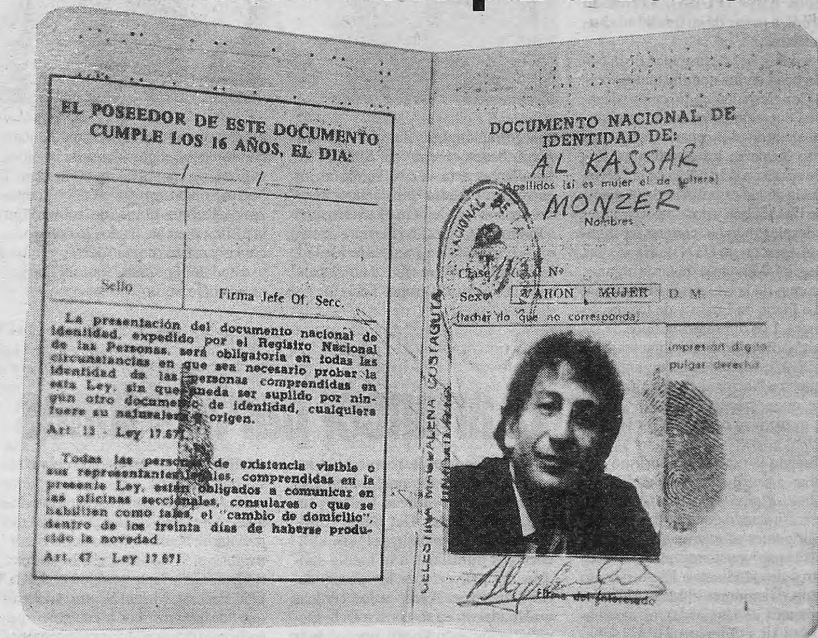 EL POSEEDOR DE ESTE DOCUMENTO
CUMPLE LOS 16 AÑOS, EL DIA:
/ /
Sello
Firma Jefe Of. Secc.
La presentación del documento nacional de
identidad, expedido por el Registro Nacional
de las Personas, será obligatoria en todas las
circunstancias en que sea necesario probar la
identidad de las personas comprendidas en
esta Ley, sin que pueda ser suplido por nin-
gún otro documento de identidad, cualquiera
fuere su naturaleza y origen.
Art. 13 - Ley 17.671
Todas las personas de existencia visible o
sus representantes legales, comprendidas en la
presente Ley, están obligados a comunicar en
las oficinas seccionales, consulares o que se
habiliten como tales, el "cambio de domicilio",
dentro de los treinta días de haberse produ-
cido la novedad.
Art. 47 - Ley 17.671
DOCUMENTO NACIONAL DE
IDENTIDAD DE:
AL KASSAR
Apellidos (si es mujer el de soltera)
MONZER
Nombres
NACIONAL DE
Clase Nº
Sexo VARON MUJER D. M.
(tachar lo que no corresponda)
impresión digito
pulgar derecho
CELESTINA MAGDALENA COSTAGUTA
Firma del interesado